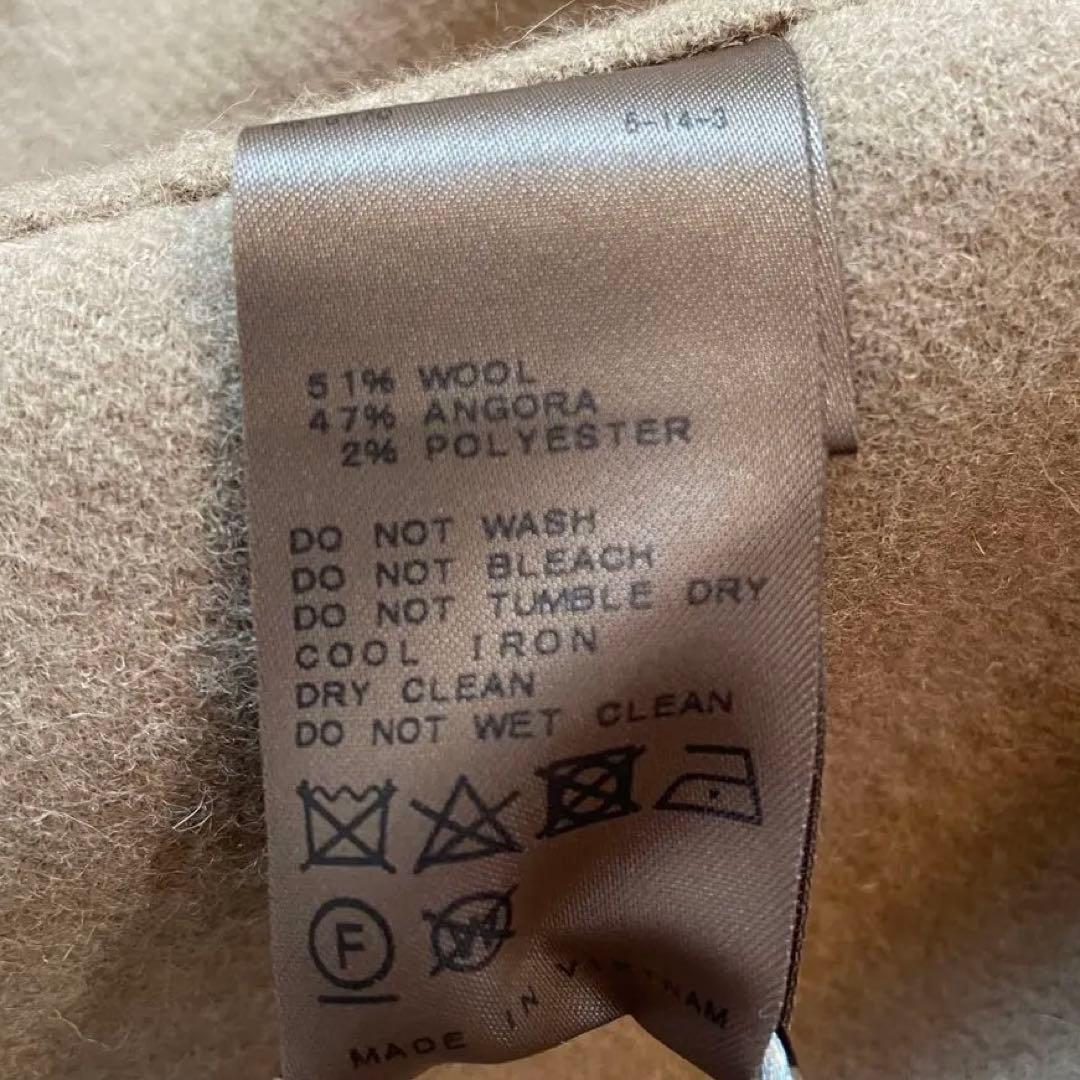 5-14-3
51% WOOL
47% ANGORA
2% POLYESTER
DO NOT WASH
DO NOT BLEACH
DO NOT TUMBLE DRY
COOL IRON
DRY CLEAN
DO NOT WET CLEAN
F W
MADE IN VIETNAM